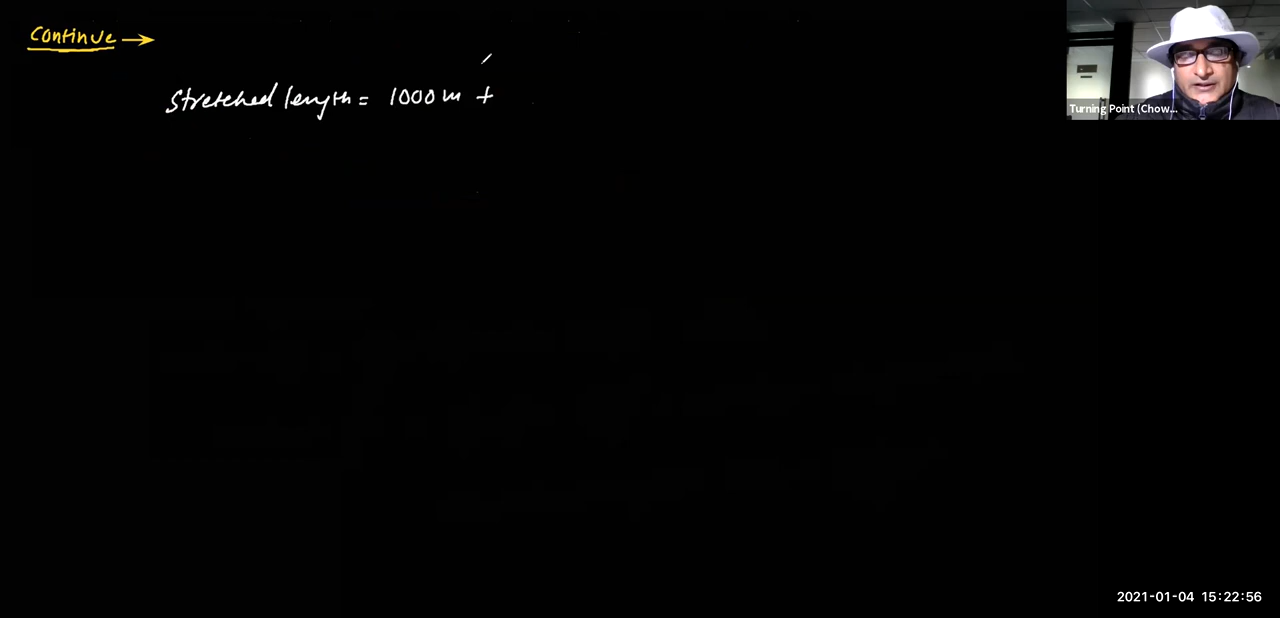 Continue →
Stretched length = 1000 m +
Turning Point (Chow...
2021-01-04 15:22:56